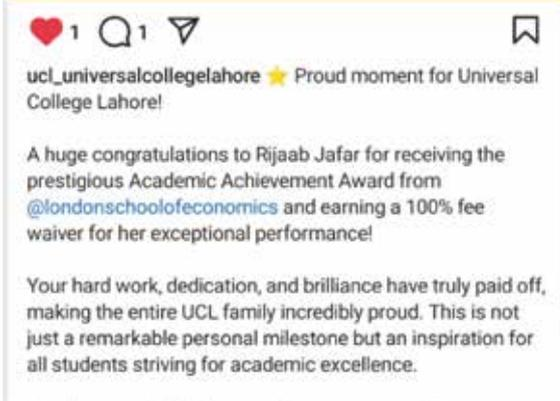 1 1
ucl_universalcollegelahore ⭐ Proud moment for Universal
College Lahore!
A huge congratulations to Rijaab Jafar for receiving the
prestigious Academic Achievement Award from
@londonschoolofeconomics and earning a 100% fee
waiver for her exceptional performance!
Your hard work, dedication, and brilliance have truly paid off,
making the entire UCL family incredibly proud. This is not
just a remarkable personal milestone but an inspiration for
all students striving for academic excellence.